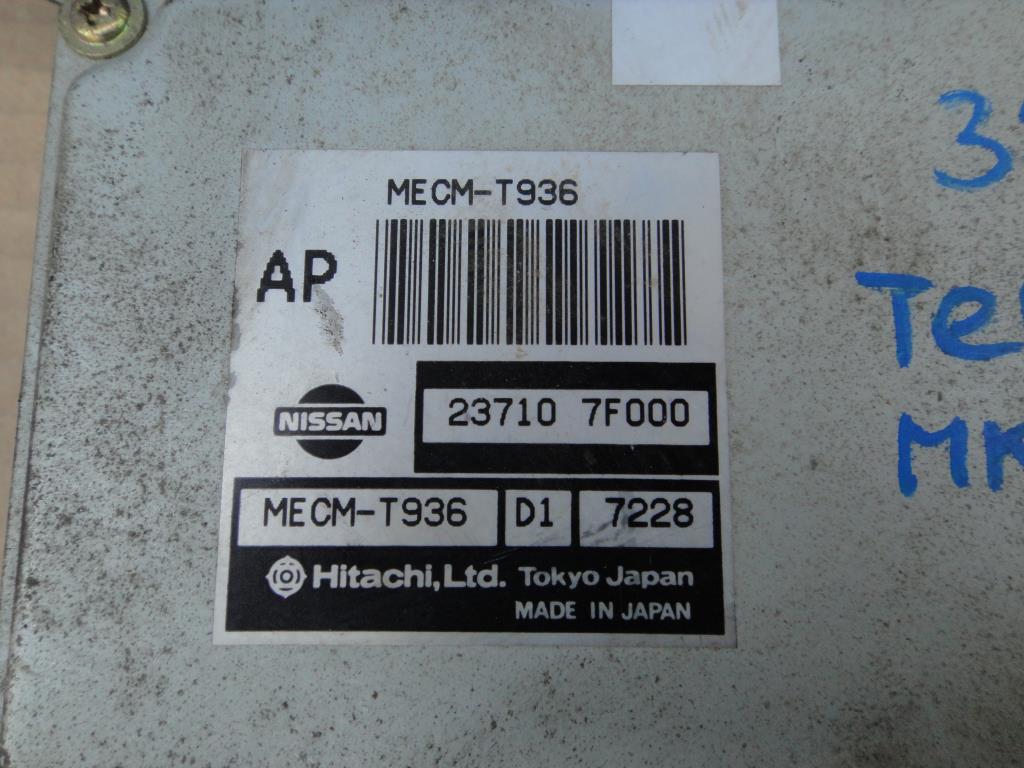 MECM-T936
AP
NISSAN
23710 7F000
MECM-T936 D1 7228
Hitachi,Ltd. Tokyo Japan
MADE IN JAPAN